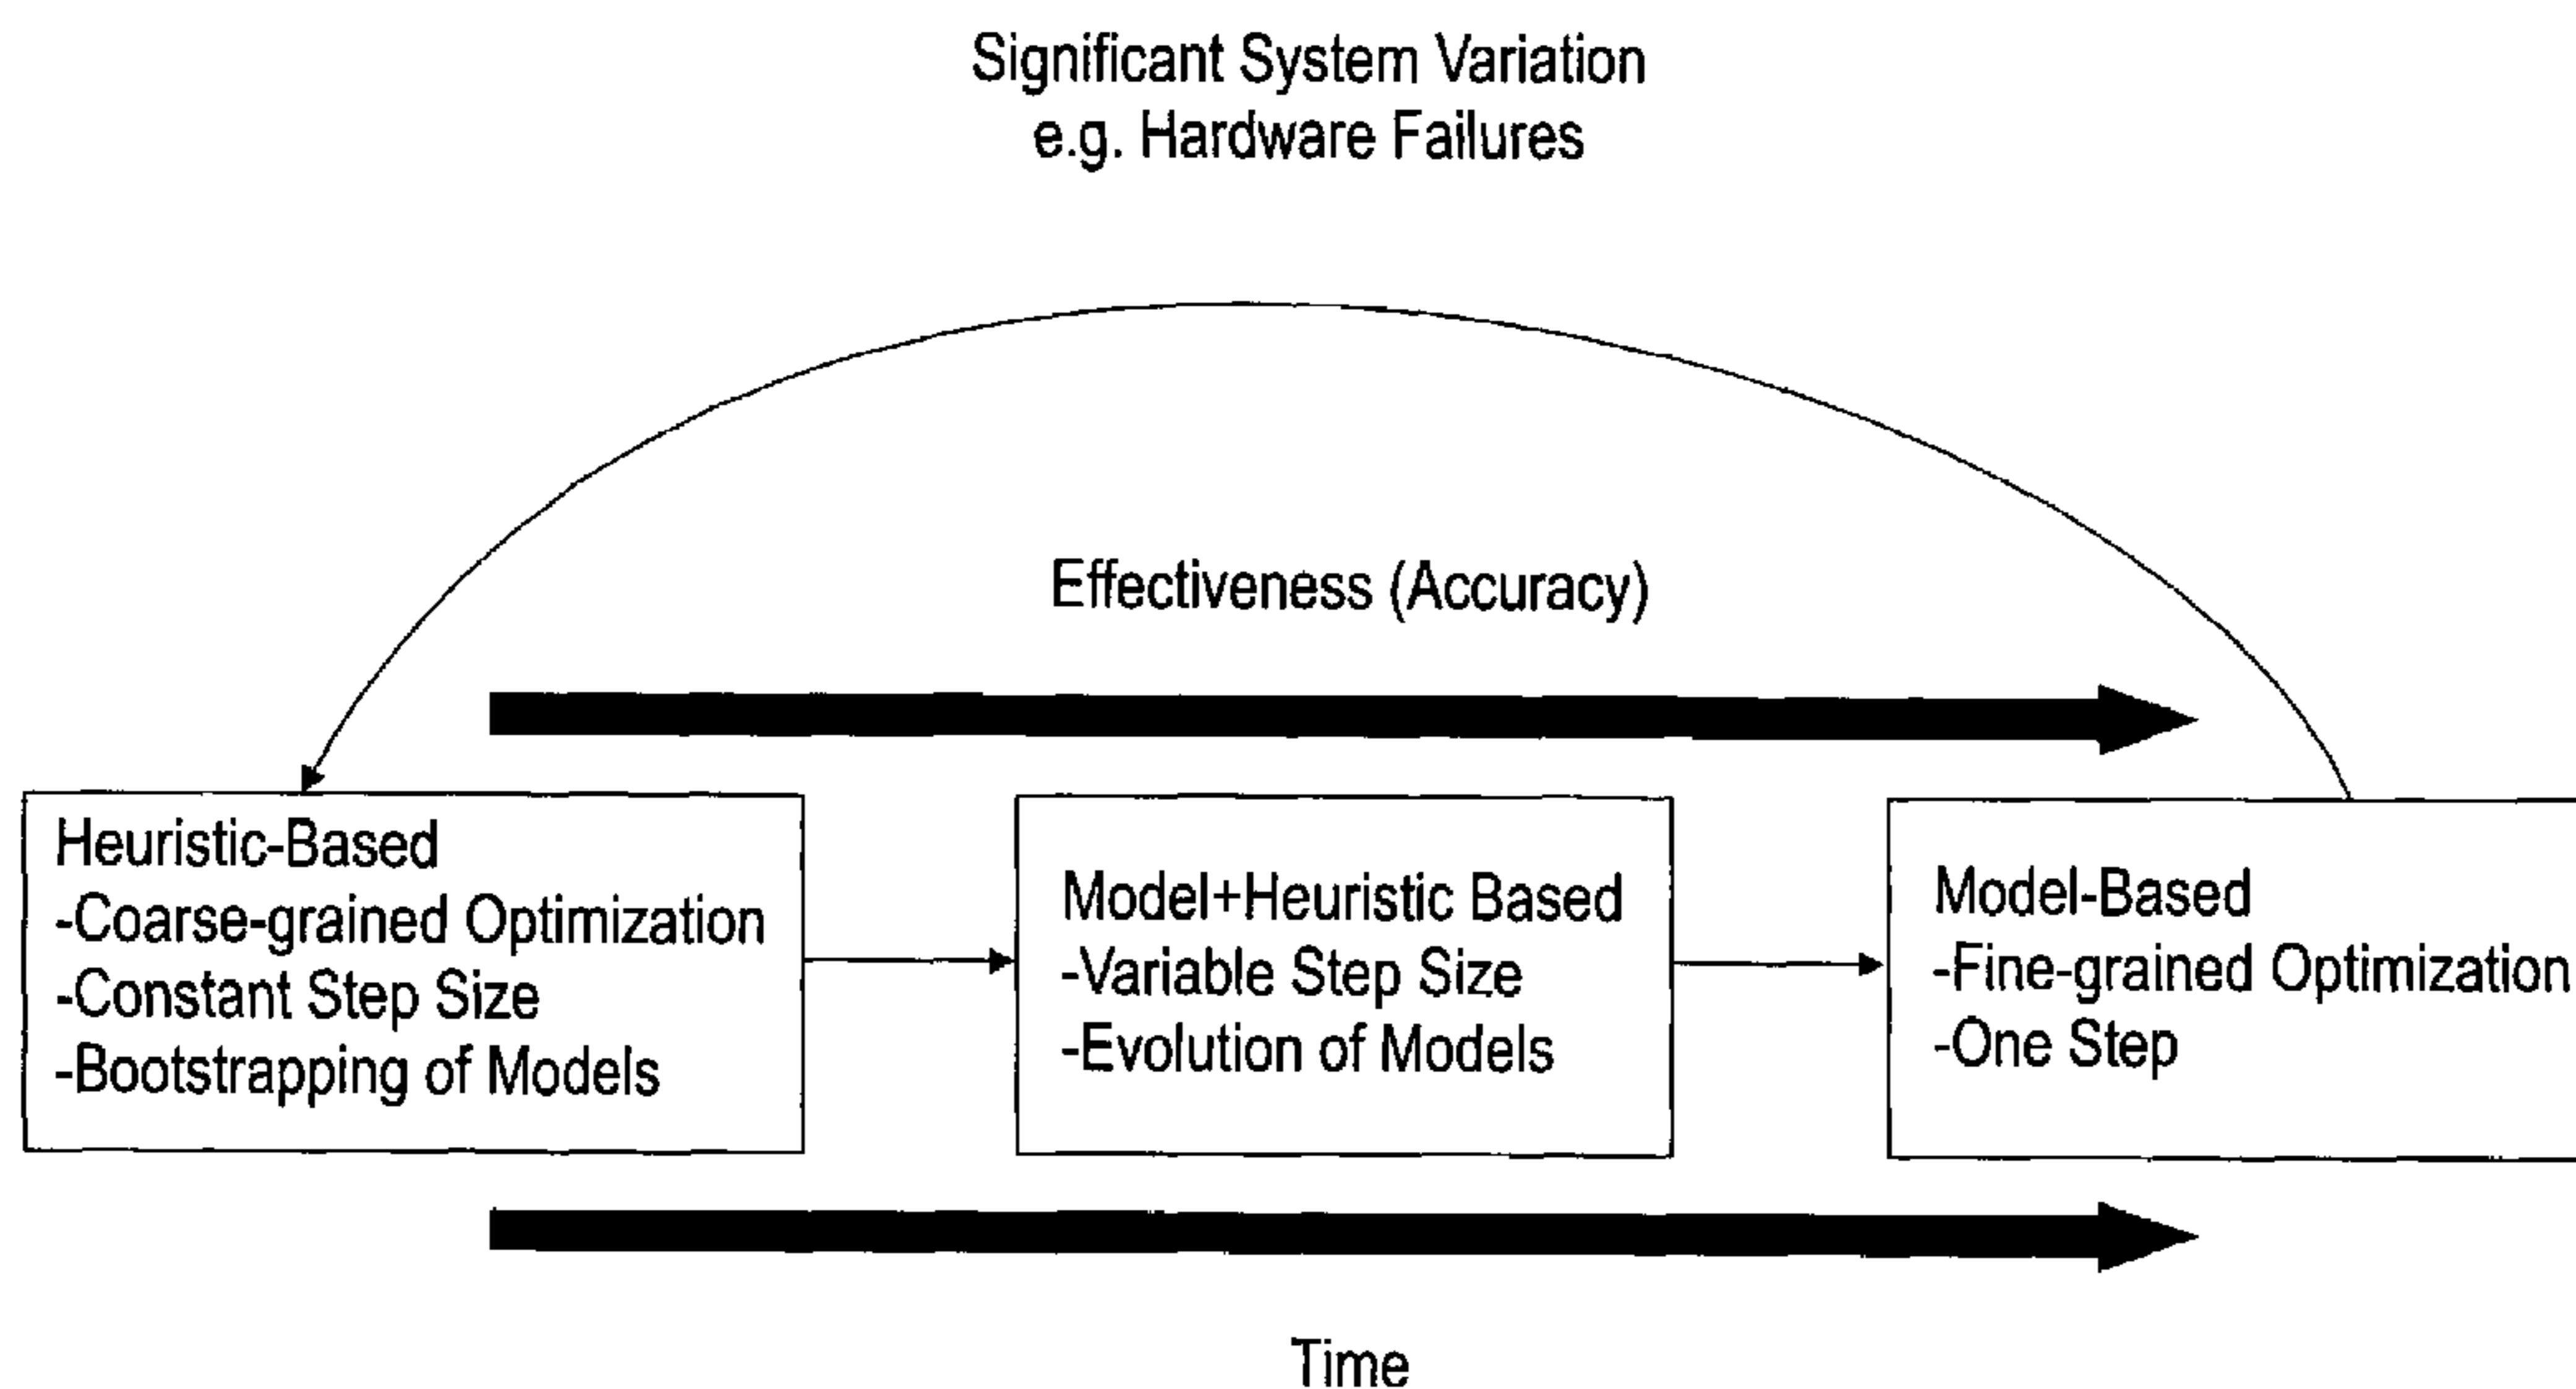 Significant System Variation
e.g. Hardware Failures
Effectiveness (Accuracy)
Heuristic-Based
-Coarse-grained Optimization
-Constant Step Size
-Bootstrapping of Models
Model+Heuristic Based
-Variable Step Size
-Evolution of Models
Model-Based
-Fine-grained Optimization
-One Step
Time